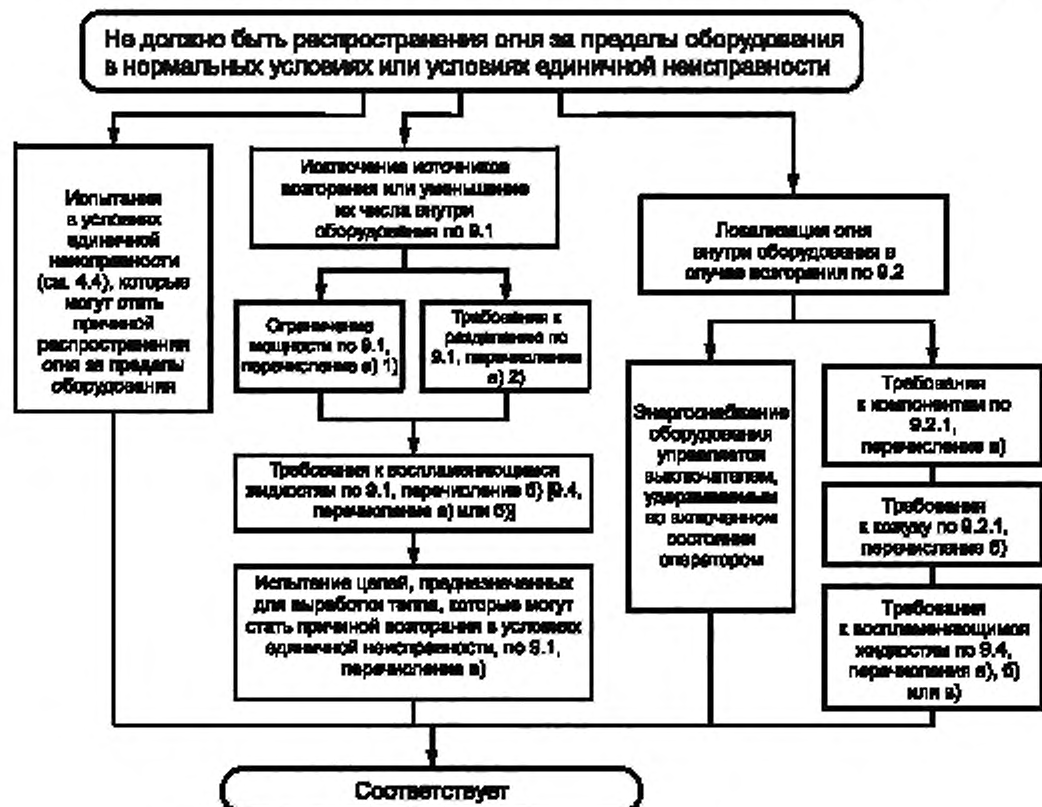 Не должно быть распространения огня за пределы оборудования
в нормальных условиях или условиях единичной неисправности
Испытания
в условиях
единичной
неисправности
(см. 4.4), которые
могут стать
причиной
распространения
огня за пределы
оборудования
Исключение источников
возгорания или уменьшение
их числа внутри
оборудования по 9.1
Ограничение
мощности по 9.1,
перечисление а) 1)
Требования к
разделению по
9.1, перечисление
а) 2)
Требования к воспламеняющимся
жидкостям по 9.1, перечисление б) [9.4,
перечисление а) или б)]
Испытание цепей, предназначенных
для выработки тепла, которые могут
стать причиной возгорания в условиях
единичной неисправности, по 9.1,
перечисление в)
Локализация огня
внутри оборудования в
случае возгорания по 9.2
Энергоснабжение
оборудования
управляется
выключателем,
удерживаемым
во включенном
состоянии
оператором
Требования
к компонентам по
9.2.1,
перечисление а)
Требования
к кожуху по 9.2.1,
перечисление б)
Требования
к воспламеняющимся
жидкостям по 9.4,
перечисления а), б)
или в)
Соответствует